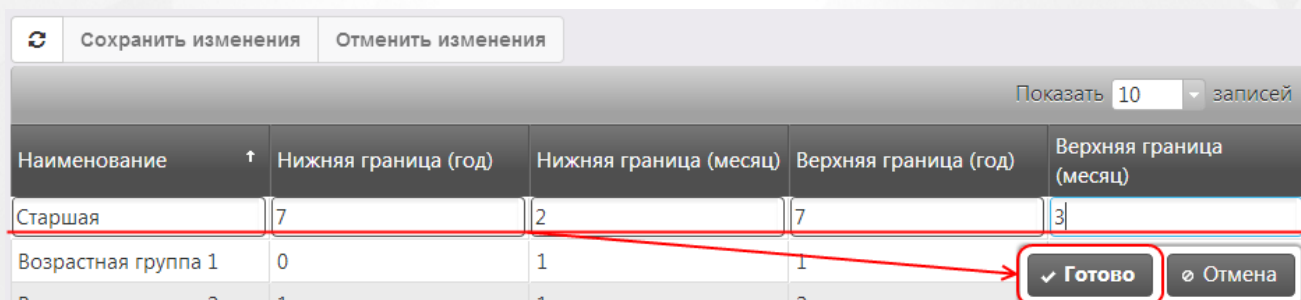 Сохранить изменения Отменить изменения
Показать 10 записей
Наименование Нижняя граница (год) Нижняя граница (месяц) Верхняя граница (год) Верхняя граница (месяц)
Старшая 7 2 7 3
Возрастная группа 1 0 1 1
Готово Отмена